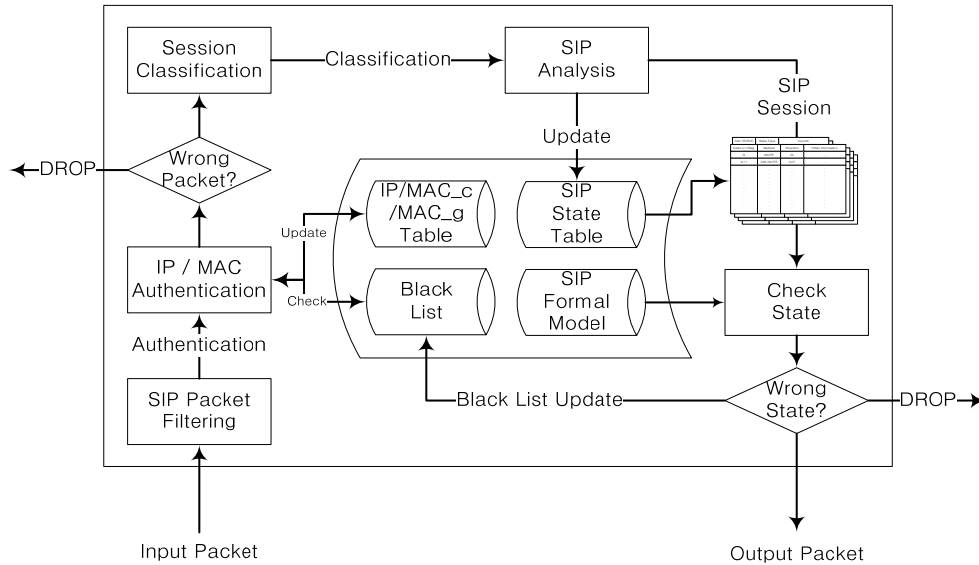 Session
Classification
Classification
SIP
Analysis
SIP
Session
Update
DROP
Wrong
Packet?
IP/MAC_c
/MAC_g
Table
SIP
State
Table
Update
IP / MAC
Authentication
Check
Black
List
SIP
Formal
Model
Check
State
Authentication
SIP Packet
Filtering
Black List Update
Wrong
State?
DROP
Input Packet
Output Packet